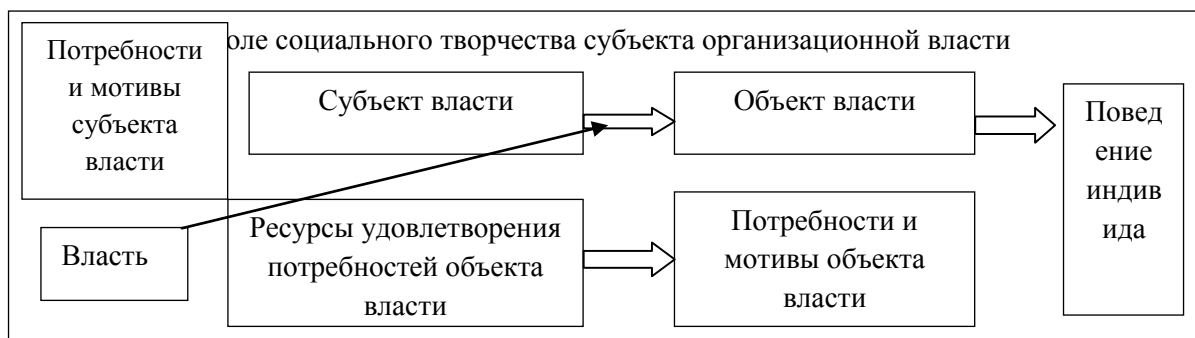 оле социального творчества субъекта организационной власти
Потребности
и мотивы
субъекта
власти
Субъект власти
Объект власти
Повед
ение
индив
ида
Власть
Ресурсы удовлетворения
потребностей объекта
власти
Потребности и
мотивы объекта
власти